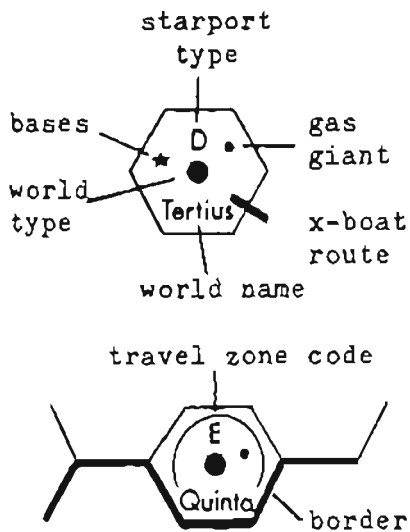 starport
type
bases
D
gas
giant
world
type
Tertius
x-boat
route
world name
travel zone code
E
Quinta
border